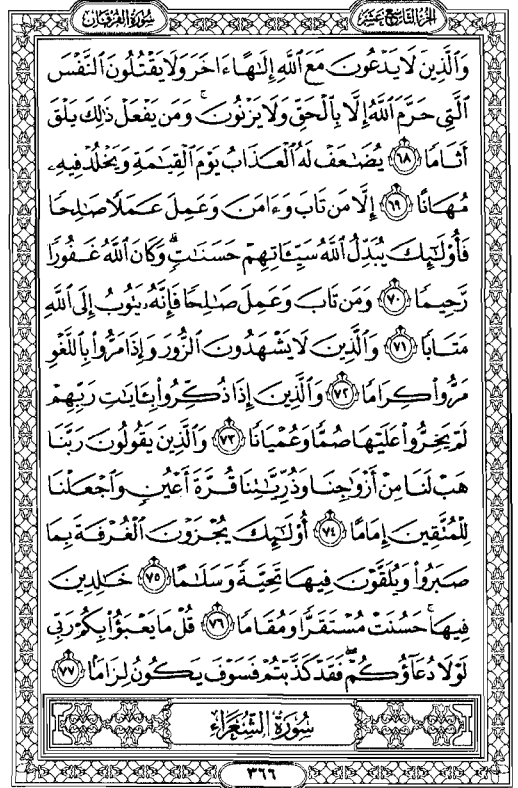 الجزء التاسع عشر
سورة الفرقان
وَالَّذِينَ لَا يَدْعُونَ مَعَ اللَّهِ إِلَٰهًا ءَاخَرَ وَلَا يَقْتُلُونَ النَّفْسَ
الَّتِي حَرَّمَ اللَّهُ إِلَّا بِالْحَقِّ وَلَا يَزْنُونَ ۚ وَمَن يَفْعَلْ ذَٰلِكَ يَلْقَ
أَثَامًا ٦٨ يُضَٰعَفْ لَهُ الْعَذَابُ يَوْمَ الْقِيَٰمَةِ وَيَخْلُدْ فِيهِۦ
مُهَانًا ٦٩ إِلَّا مَن تَابَ وَءَامَنَ وَعَمِلَ عَمَلًا صَٰلِحًا
فَأُوْلَٰٓئِكَ يُبَدِّلُ اللَّهُ سَيِّـَٔاتِهِمْ حَسَنَٰتٍ ۗ وَكَانَ اللَّهُ غَفُورًا
رَّحِيمًا ٧٠ وَمَن تَابَ وَعَمِلَ صَٰلِحًا فَإِنَّهُۥ يَتُوبُ إِلَى اللَّهِ
مَتَابًا ٧١ وَالَّذِينَ لَا يَشْهَدُونَ الزُّورَ وَإِذَا مَرُّوا۟ بِاللَّغْوِ
مَرُّوا۟ كِرَامًا ٧٢ وَالَّذِينَ إِذَا ذُكِّرُوا۟ بِـَٔايَٰتِ رَبِّهِمْ
لَمْ يَخِرُّوا۟ عَلَيْهَا صُمًّا وَعُمْيَانًا ٧٣ وَالَّذِينَ يَقُولُونَ رَبَّنَا
هَبْ لَنَا مِنْ أَزْوَٰجِنَا وَذُرِّيَّٰتِنَا قُرَّةَ أَعْيُنٍ وَاجْعَلْنَا
لِلْمُتَّقِينَ إِمَامًا ٧٤ أُوْلَٰٓئِكَ يُجْزَوْنَ الْغُرْفَةَ بِمَا
صَبَرُوا۟ وَيُلَقَّوْنَ فِيهَا تَحِيَّةً وَسَلَٰمًا ٧٥ خَٰلِدِينَ
فِيهَا ۚ حَسُنَتْ مُسْتَقَرًّا وَمُقَامًا ٧٦ قُلْ مَا يَعْبَؤُا۟ بِكُمْ رَبِّي
لَوْلَا دُعَآؤُكُمْ ۖ فَقَدْ كَذَّبْتُمْ فَسَوْفَ يَكُونُ لِزَامًا ٧٧
سُورَةُ الشُّعَرَاءِ
٣٦٦